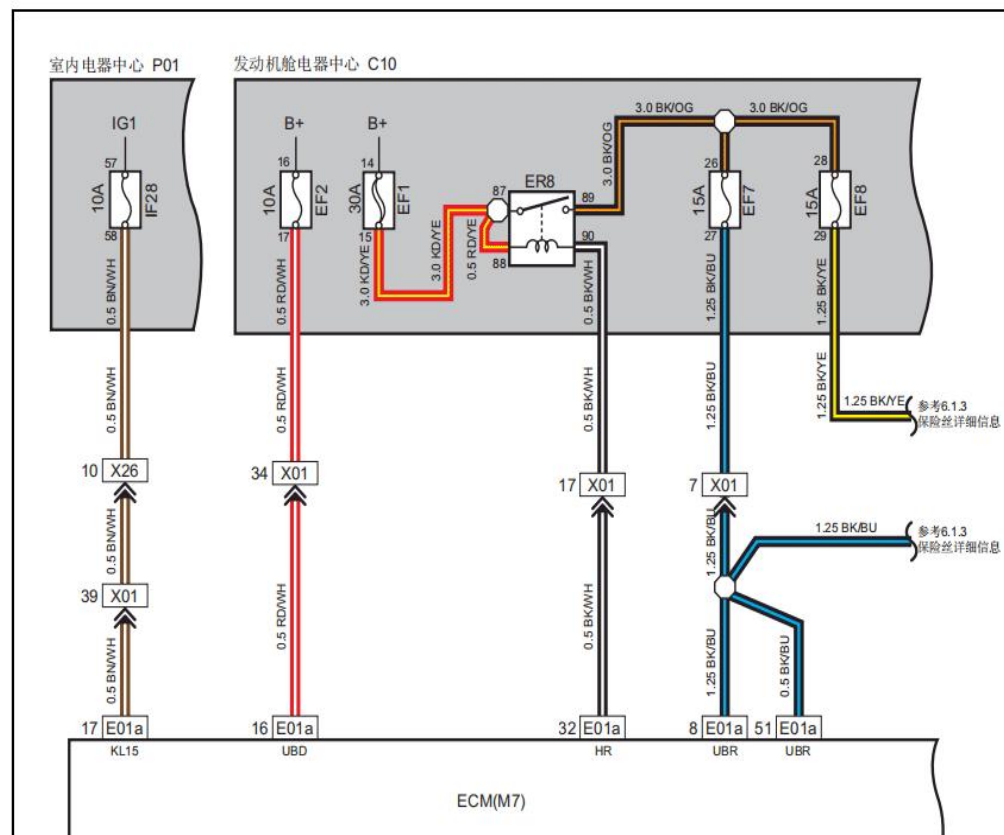 室内电器中心 P01
发动机舱电器中心 C10
IG1
B+
B+
57
10A
IF28
58
16
10A
EF2
17
14
30A
EF1
15
3.0 KD/YE
3.0 KD/YE
0.5 RD/YE
87
88
ER8
89
90
3.0 BK/OG
3.0 BK/OG
3.0 BK/OG
26
15A
EF7
27
28
15A
EF8
29
0.5 BN/WH
0.5 RD/WH
0.5 BK/WH
1.25 BK/BU
1.25 BK/YE
0.5 BN/WH
0.5 RD/WH
0.5 BK/WH
1.25 BK/BU
1.25 BK/YE
1.25 BK/YE
参考6.1.3
保险丝详细信息
10 X26
34 X01
17 X01
7 X01
0.5 BN/WH
1.25 BK/BU
1.25 BK/BU
参考6.1.3
保险丝详细信息
39 X01
0.5 BN/WH
0.5 RD/WH
0.5 BK/WH
1.25 BK/BU
0.5 BK/BU
17 E01a
16 E01a
32 E01a
8 E01a
51 E01a
KL15
UBD
HR
UBR
UBR
ECM(M7)